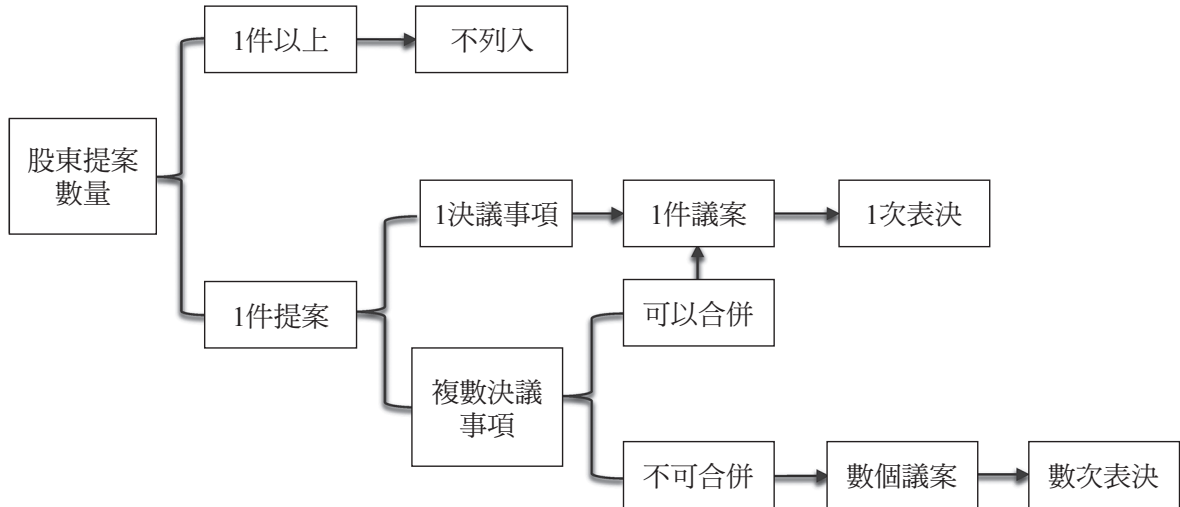 1件以上
不列入
股東提案
數量
1決議事項
1件議案
1次表決
1件提案
可以合併
複數決議
事項
不可合併
數個議案
數次表決